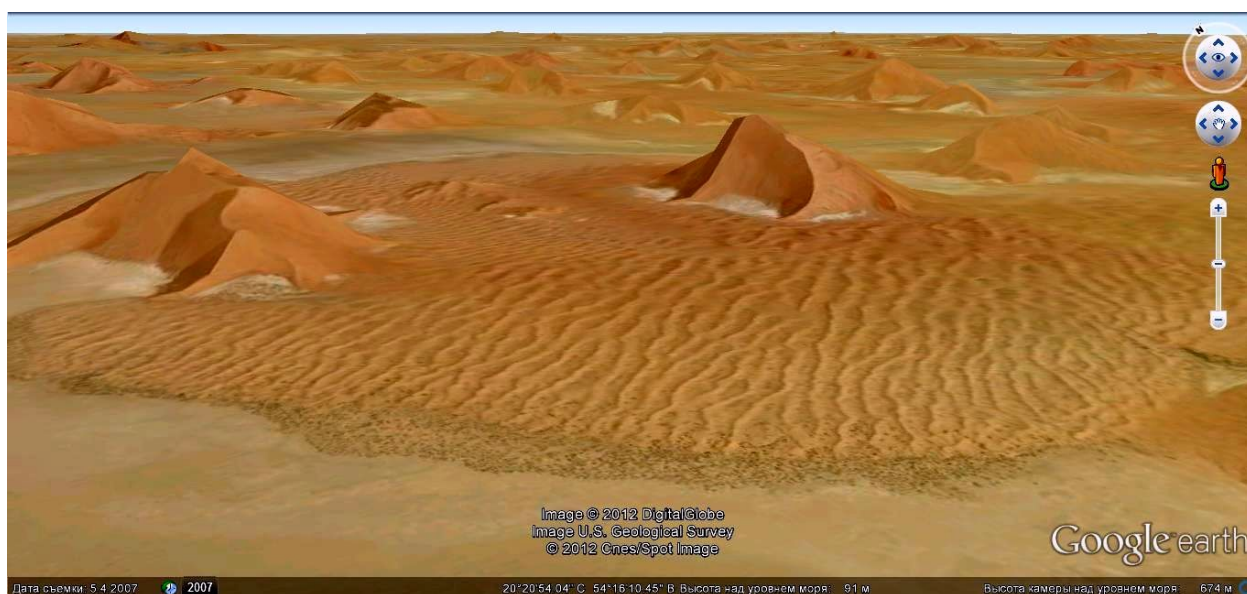 N
Image © 2012 DigitalGlobe
Image U.S. Geological Survey
© 2012 Cnes/Spot Image
Google earth
Дата съемки: 5.4.2007 2007 20°20'54.04" С 54°16'10.45" В Высота над уровнем моря: 91 м Высота камеры над уровнем моря: 674 м